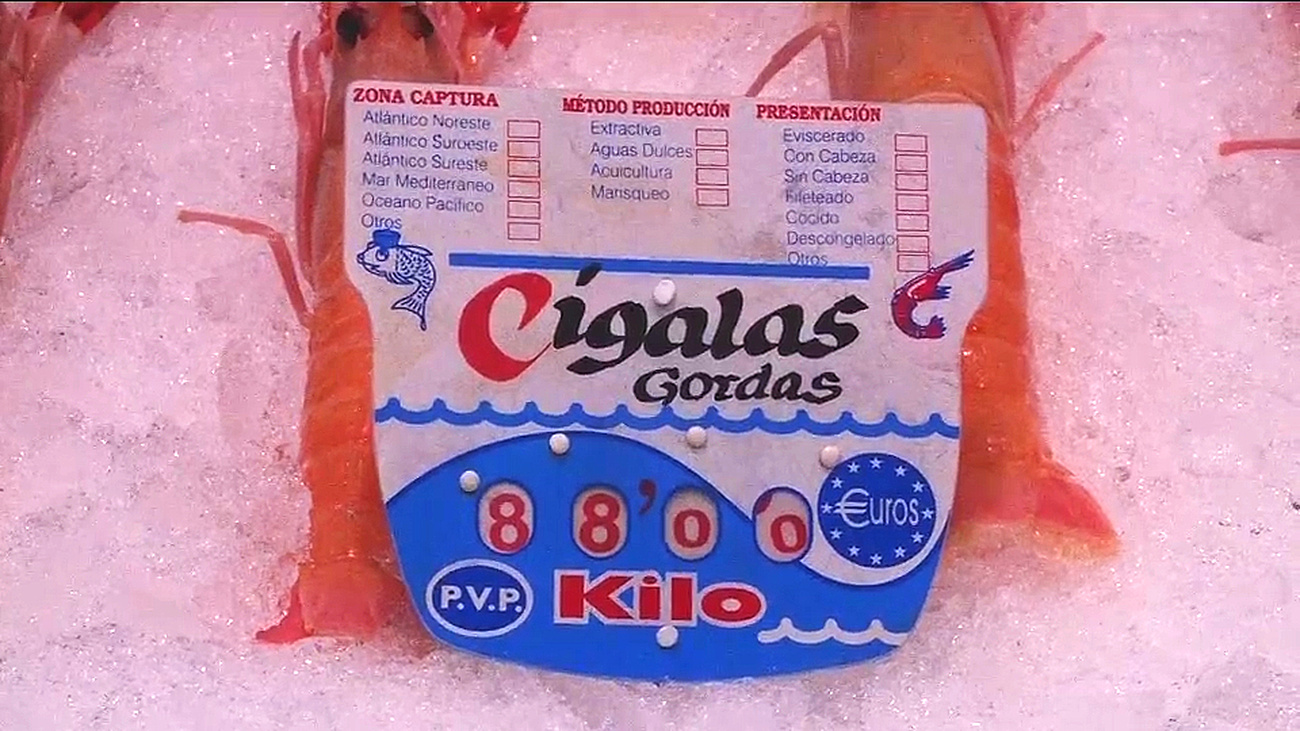 ZONA CAPTURA
Atlántico Noreste
Atlántico Suroeste
Atlántico Sureste
Mar Mediterraneo
Oceano Pacifico
Otros
MÉTODO PRODUCCIÓN
Extractiva
Aguas Dulces
Acuicultura
Marisqueo
PRESENTACIÓN
Eviscerado
Con Cabeza
Sin Cabeza
Fileteado
Cocido
Descongelado
Otros
Cigalas
Gordas
88'00
€uros
P.V.P.
Kilo